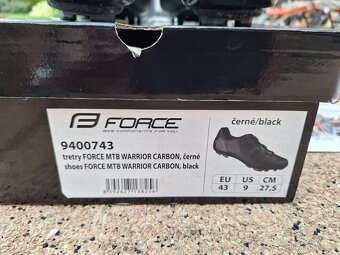 FORCE
BIKE COMPONENTS FOR YOU
černé/black
9400743
tretry FORCE MTB WARRIOR CARBON, černé
shoes FORCE MTB WARRIOR CARBON, black
EU US CM
43 9 27,5